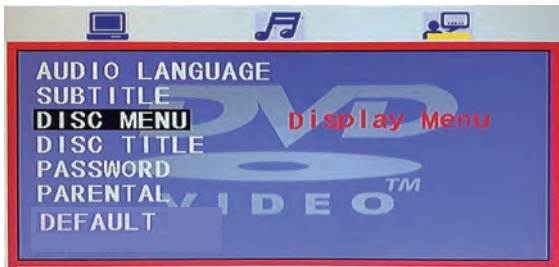 AUDIO LANGUAGE
SUBTITLE
DISC MENU Display Menu
DISC TITLE
PASSWORD
PARENTAL
DEFAULT
DVD
VIDEO TM